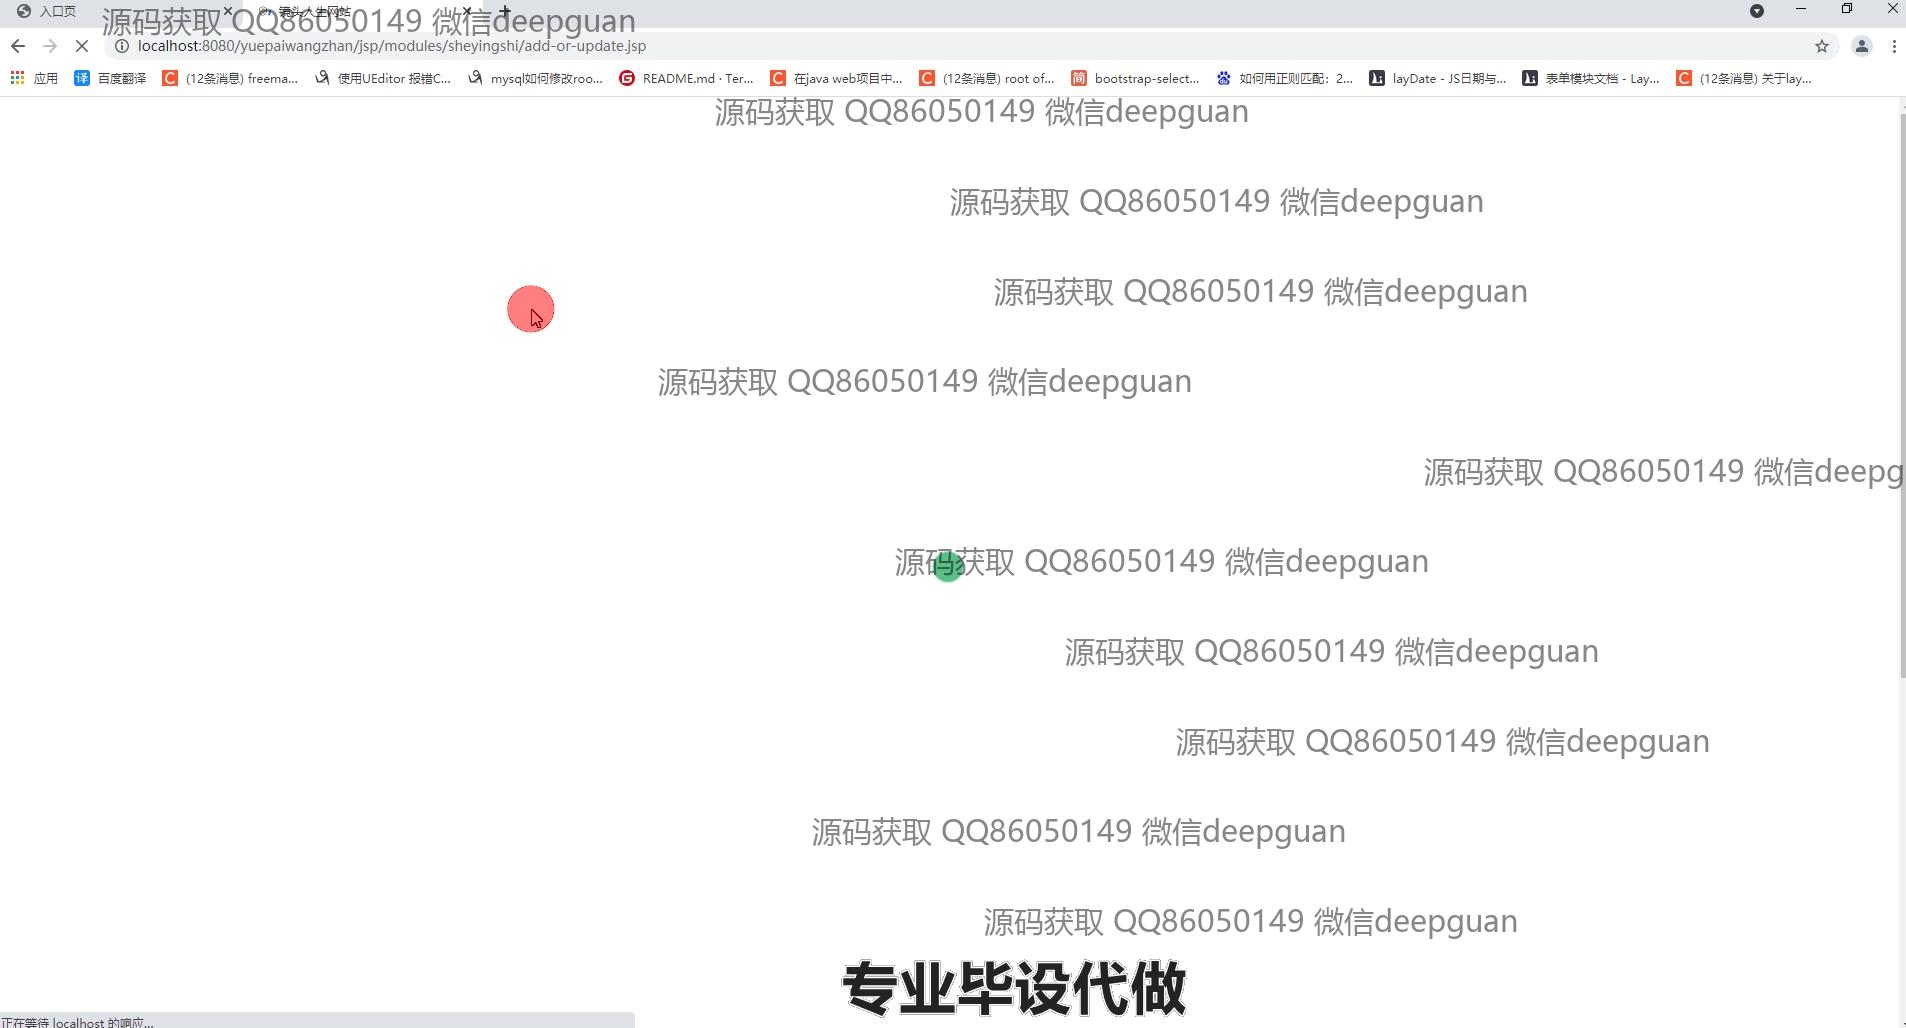 入口页
镜头人生网站
源码获取 QQ86050149 微信deepguan
localhost:8080/yuepaiwangzhan/jsp/modules/sheyingshi/add-or-update.jsp
应用 百度翻译 (12条消息) freema... 使用UEditor 报错C... mysql如何修改roo... README.md · Ter... 在java web项目中... (12条消息) root of... bootstrap-select... 如何用正则匹配：2... layDate - JS日期与... 表单模块文档 - Lay... (12条消息) 关于lay...
源码获取 QQ86050149 微信deepguan
源码获取 QQ86050149 微信deepguan
源码获取 QQ86050149 微信deepguan
源码获取 QQ86050149 微信deepguan
源码获取 QQ86050149 微信deepg
源码获取 QQ86050149 微信deepguan
源码获取 QQ86050149 微信deepguan
源码获取 QQ86050149 微信deepguan
源码获取 QQ86050149 微信deepguan
源码获取 QQ86050149 微信deepguan
专业毕设代做
正在等待 localhost 的响应...